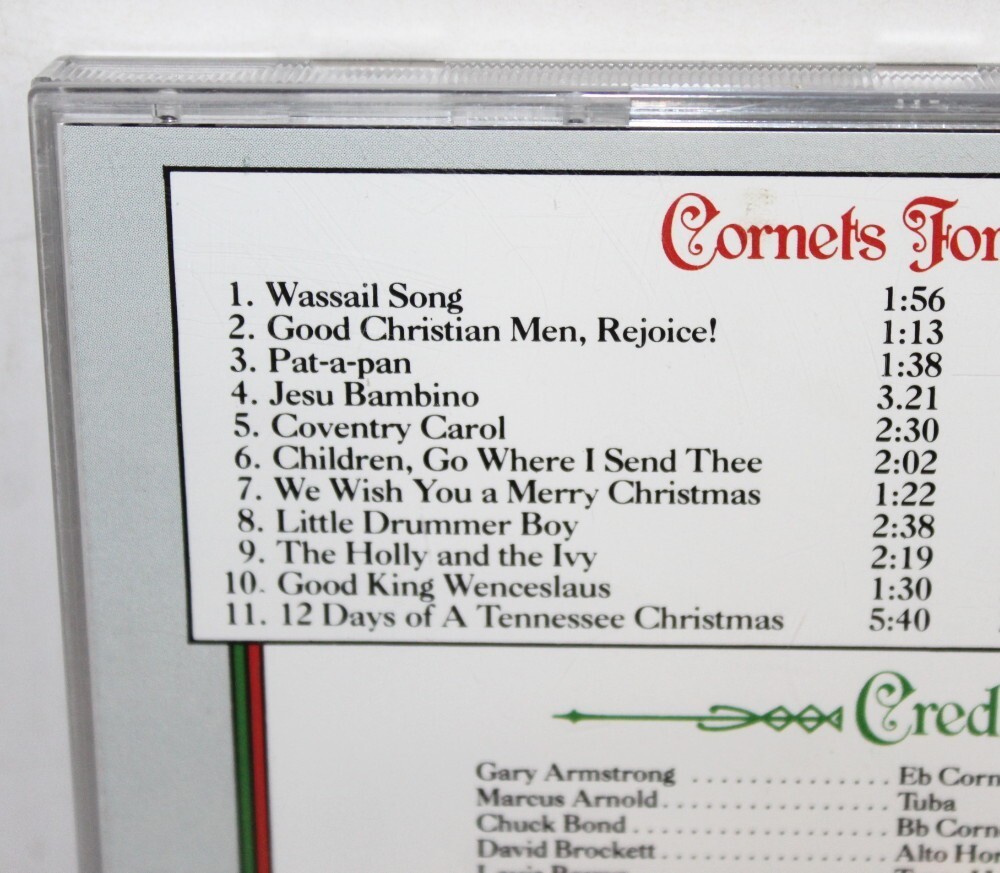 Cornets For
1. Wassail Song 1:56
2. Good Christian Men, Rejoice! 1:13
3. Pat-a-pan 1:38
4. Jesu Bambino 3.21
5. Coventry Carol 2:30
6. Children, Go Where I Send Thee 2:02
7. We Wish You a Merry Christmas 1:22
8. Little Drummer Boy 2:38
9. The Holly and the Ivy 2:19
10. Good King Wenceslaus 1:30
11. 12 Days of A Tennessee Christmas 5:40
Cred
Gary Armstrong ............... Eb Corn
Marcus Arnold................ Tuba
Chuck Bond.................. Bb Corn
David Brockett................ Alto Hor